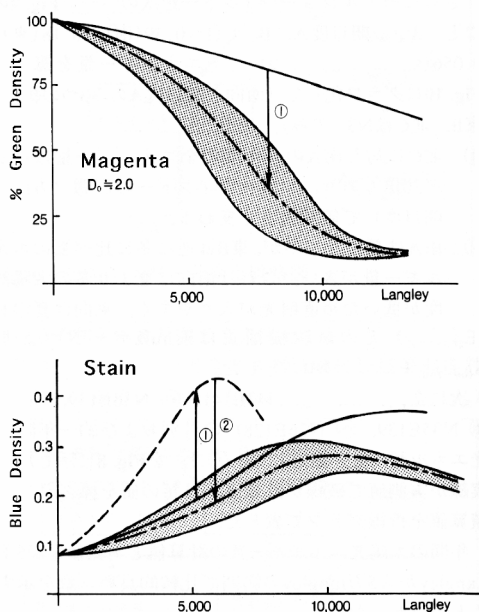 100
75
50
25
% Green Density
Magenta
D₀≒2.0
①
5,000
10,000
Langley
Stain
0.4
0.3
0.2
0.1
Blue Density
①
②
0
5,000
10,000
Langley